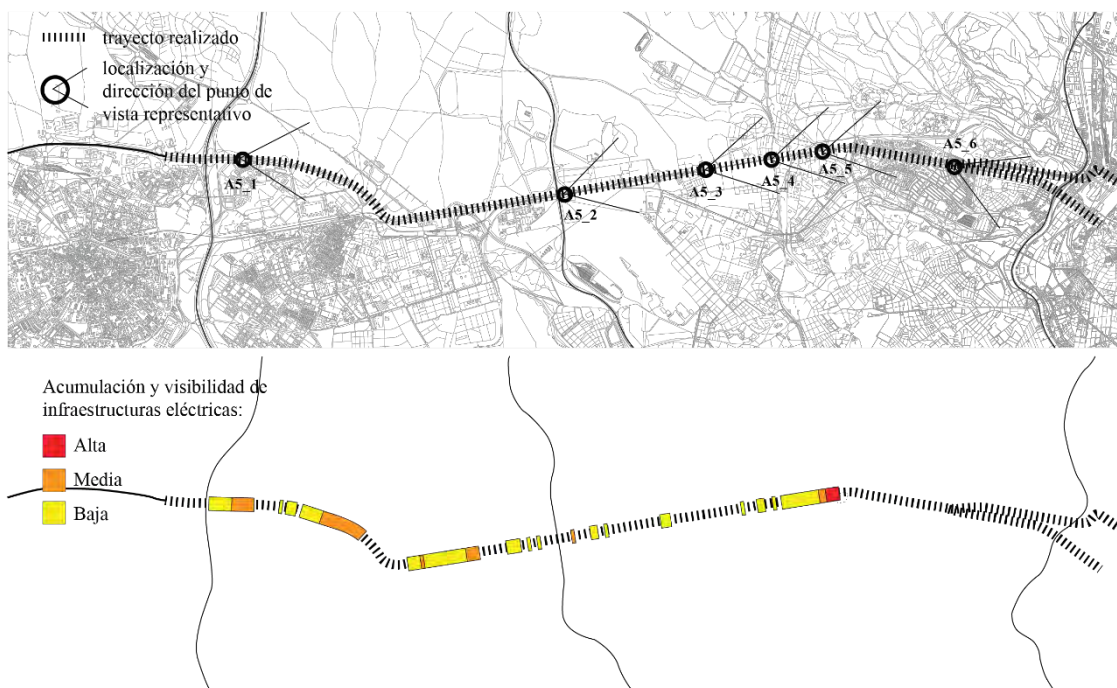 trayecto realizado
localización y
dirección del punto de
vista representativo
A5_1
A5_2
A5_3
A5_4
A5_5
A5_6
Acumulación y visibilidad de
infraestructuras eléctricas:
Alta
Media
Baja